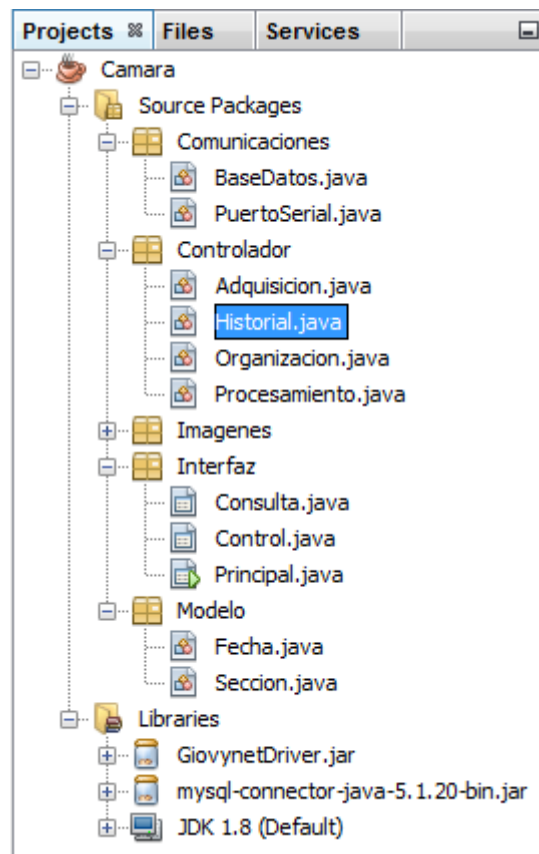 Projects Files Services
Camara
Source Packages
Comunicaciones
BaseDatos.java
PuertoSerial.java
Controlador
Adquisicion.java
Historial.java
Organizacion.java
Procesamiento.java
Imagenes
Interfaz
Consulta.java
Control.java
Principal.java
Modelo
Fecha.java
Seccion.java
Libraries
GiovynetDriver.jar
mysql-connector-java-5.1.20-bin.jar
JDK 1.8 (Default)